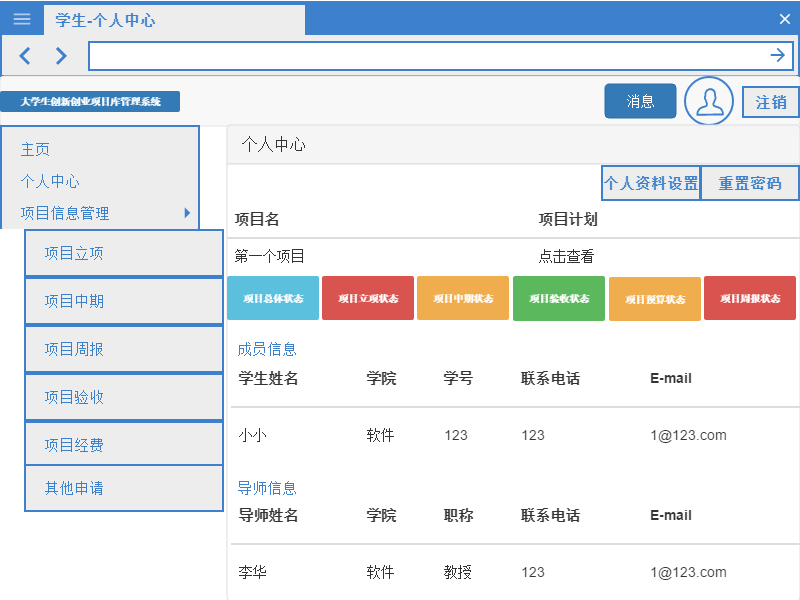 学生-个人中心
大学生创新创业项目库管理系统
消息
注销
主页
个人中心
项目信息管理
项目立项
项目中期
项目周报
项目验收
项目经费
其他申请
个人中心
个人资料设置 重置密码
项目名 项目计划
第一个项目 点击查看
项目总体状态 项目立项状态 项目中期状态 项目验收状态 项目预算状态 项目周报状态
成员信息
学生姓名 学院 学号 联系电话 E-mail
小小 软件 123 123 1@123.com
导师信息
导师姓名 学院 职称 联系电话 E-mail
李华 软件 教授 123 1@123.com